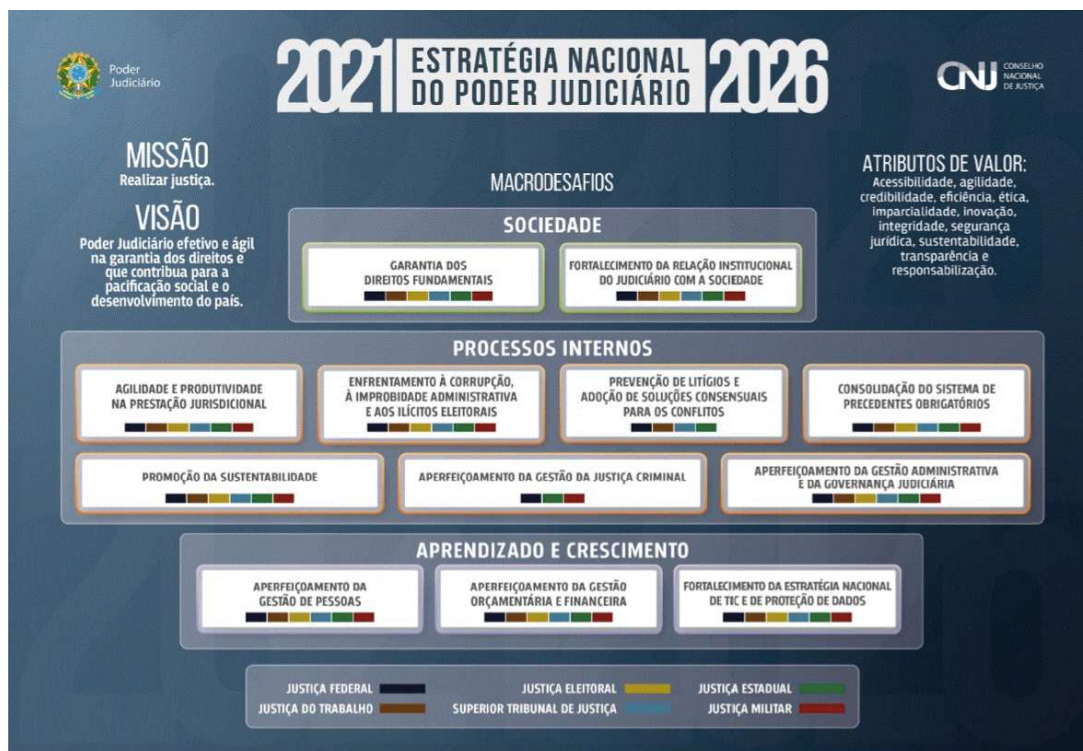 Poder
Judiciário
2021 ESTRATÉGIA NACIONAL
DO PODER JUDICIÁRIO 2026
CNJ CONSELHO
NACIONAL
DE JUSTIÇA
MISSÃO
Realizar justiça.
VISÃO
Poder Judiciário efetivo e ágil
na garantia dos direitos e
que contribua para a
pacificação social e o
desenvolvimento do país.
MACRODESAFIOS
ATRIBUTOS DE VALOR:
Acessibilidade, agilidade,
credibilidade, eficiência, ética,
imparcialidade, inovação,
integridade, segurança
jurídica, sustentabilidade,
transparência e
responsabilização.
SOCIEDADE
GARANTIA DOS
DIREITOS FUNDAMENTAIS
FORTALECIMENTO DA RELAÇÃO INSTITUCIONAL
DO JUDICIÁRIO COM A SOCIEDADE
PROCESSOS INTERNOS
AGILIDADE E PRODUTIVIDADE
NA PRESTAÇÃO JURISDICIONAL
ENFRENTAMENTO À CORRUPÇÃO,
À IMPROBIDADE ADMINISTRATIVA
E AOS ILÍCITOS ELEITORAIS
PREVENÇÃO DE LITÍGIOS E
ADOÇÃO DE SOLUÇÕES CONSENSUAIS
PARA OS CONFLITOS
CONSOLIDAÇÃO DO SISTEMA DE
PRECEDENTES OBRIGATÓRIOS
PROMOÇÃO DA SUSTENTABILIDADE
APERFEIÇOAMENTO DA GESTÃO DA JUSTIÇA CRIMINAL
APERFEIÇOAMENTO DA GESTÃO ADMINISTRATIVA
E DA GOVERNANÇA JUDICIÁRIA
APRENDIZADO E CRESCIMENTO
APERFEIÇOAMENTO DA
GESTÃO DE PESSOAS
APERFEIÇOAMENTO DA GESTÃO
ORÇAMENTÁRIA E FINANCEIRA
FORTALECIMENTO DA ESTRATÉGIA NACIONAL
DE TIC E DE PROTEÇÃO DE DADOS
JUSTIÇA FEDERAL
JUSTIÇA ELEITORAL
JUSTIÇA ESTADUAL
JUSTIÇA DO TRABALHO
SUPERIOR TRIBUNAL DE JUSTIÇA
JUSTIÇA MILITAR